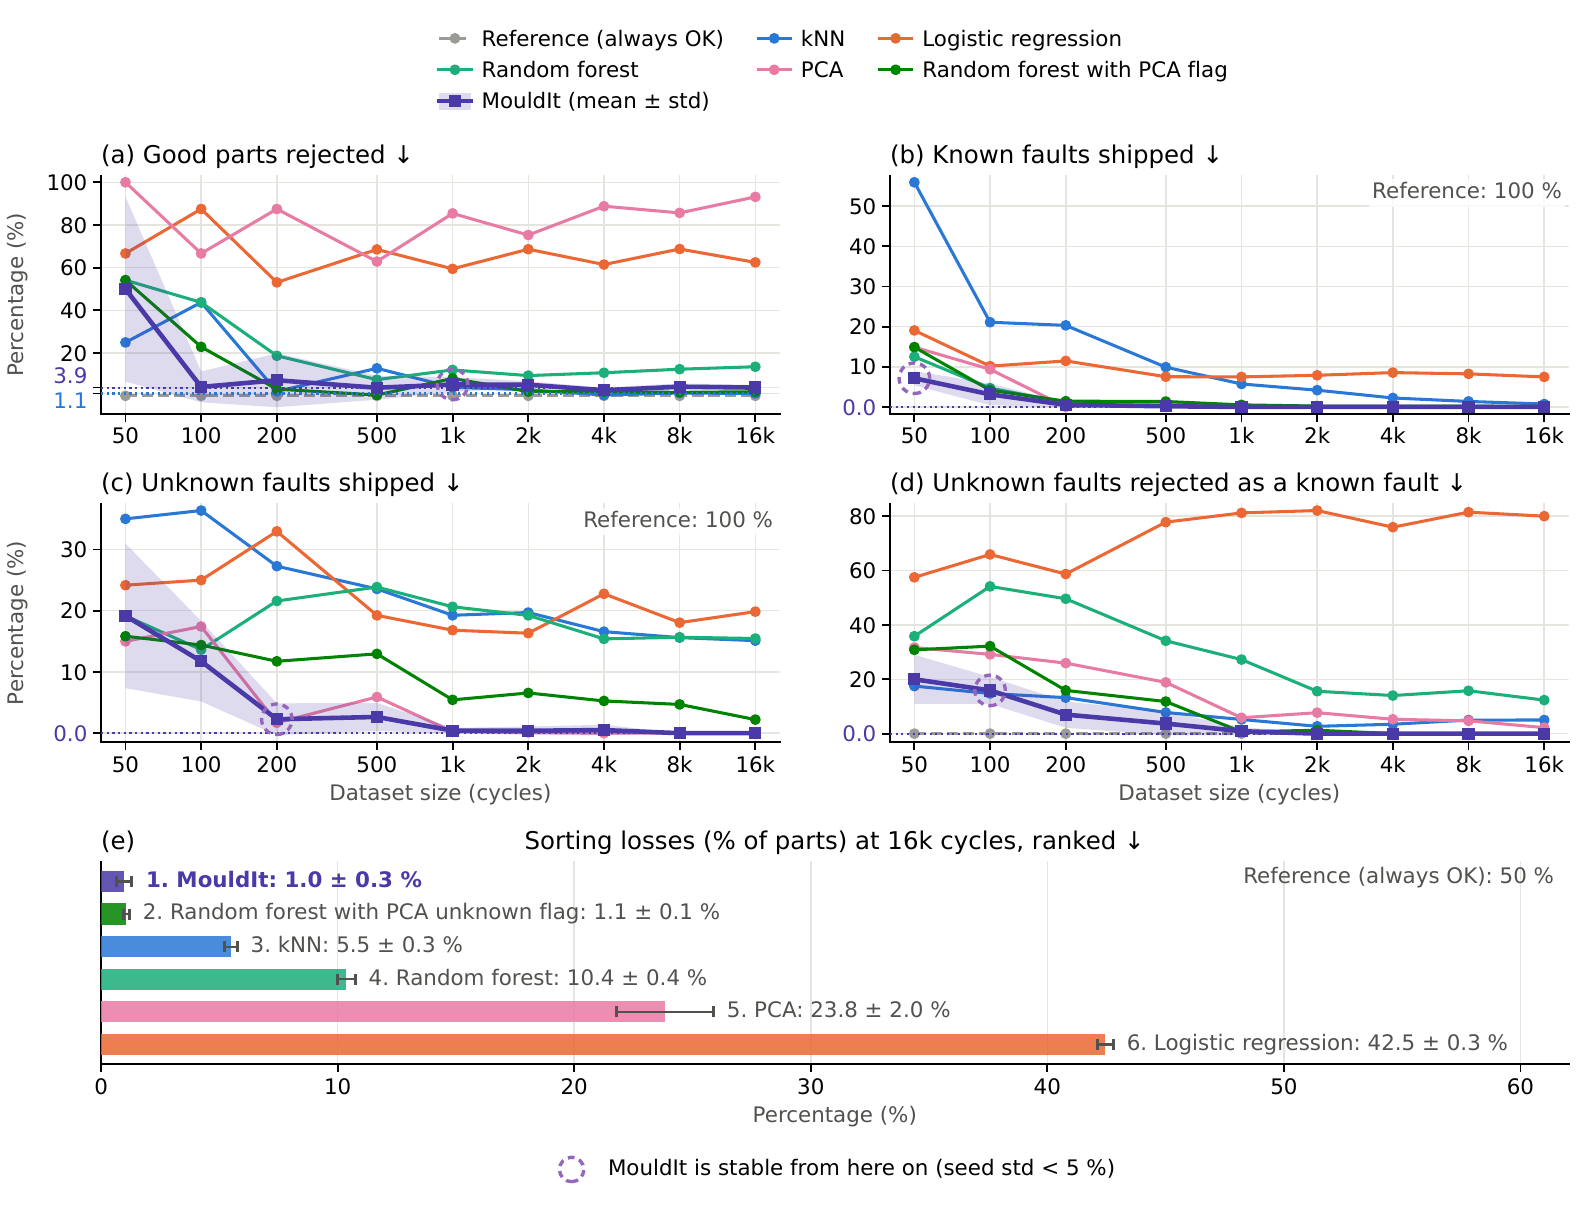 Reference (always OK)
kNN
Logistic regression
Random forest
PCA
Random forest with PCA flag
MouldIt (mean ± std)
(a) Good parts rejected ↓
Percentage (%)
100
80
60
40
20
3.9
1.1
50 100 200 500 1k 2k 4k 8k 16k
(b) Known faults shipped ↓
Reference: 100 %
50
40
30
20
10
0.0
50 100 200 500 1k 2k 4k 8k 16k
(c) Unknown faults shipped ↓
Reference: 100 %
Percentage (%)
30
20
10
0.0
50 100 200 500 1k 2k 4k 8k 16k
Dataset size (cycles)
(d) Unknown faults rejected as a known fault ↓
80
60
40
20
0.0
50 100 200 500 1k 2k 4k 8k 16k
Dataset size (cycles)
(e) Sorting losses (% of parts) at 16k cycles, ranked ↓
Reference (always OK): 50 %
1. MouldIt: 1.0 ± 0.3 %
2. Random forest with PCA unknown flag: 1.1 ± 0.1 %
3. kNN: 5.5 ± 0.3 %
4. Random forest: 10.4 ± 0.4 %
5. PCA: 23.8 ± 2.0 %
6. Logistic regression: 42.5 ± 0.3 %
0 10 20 30 40 50 60
Percentage (%)
MouldIt is stable from here on (seed std < 5 %)